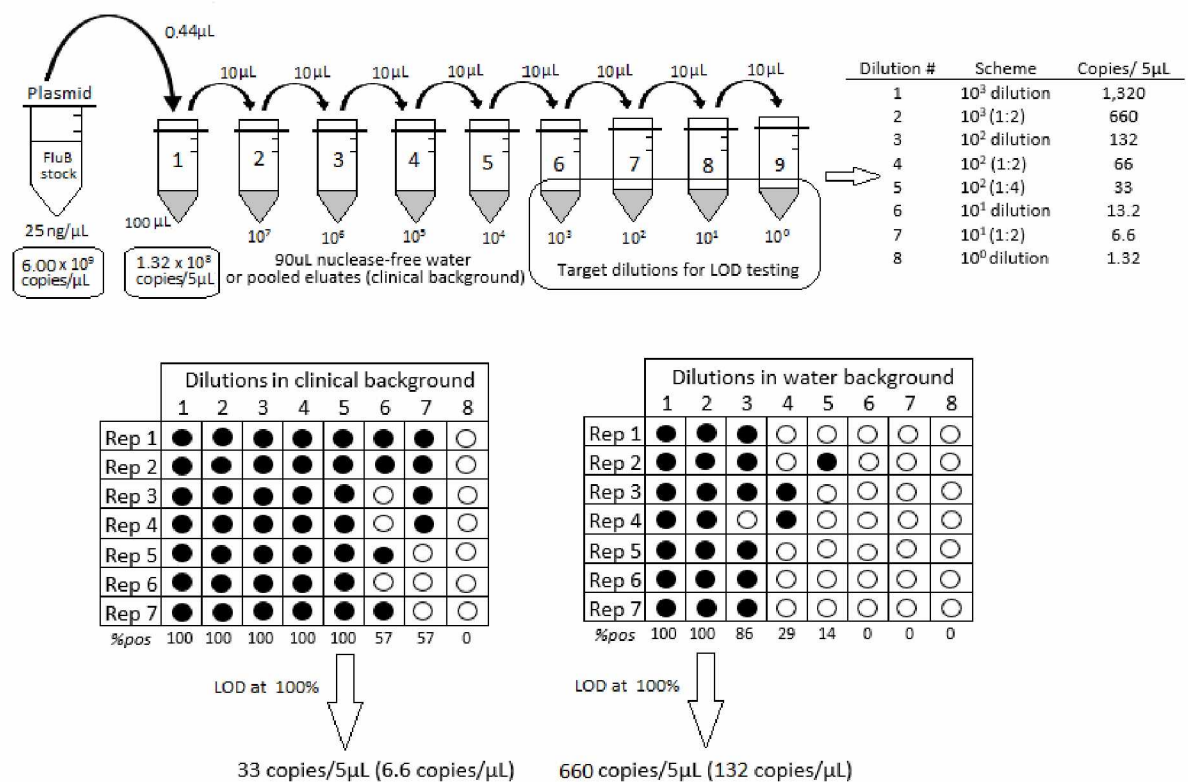 0.44µL
10µL 10µL 10µL 10µL 10µL 10µL 10µL 10µL
Plasmid
FluB
stock
1 2 3 4 5 6 7 8 9
25 ng/µL
100 µL
10⁷ 10⁶ 10⁵ 10⁴ 10³ 10² 10¹ 10⁰
6.00 x 10⁹
copies/µL
1.32 x 10⁸
copies/5µL
90uL nuclease-free water
or pooled eluates (clinical background)
Target dilutions for LOD testing
Dilution # Scheme Copies/ 5µL
1 10³ dilution 1,320
2 10³ (1:2) 660
3 10² dilution 132
4 10² (1:2) 66
5 10² (1:4) 33
6 10¹ dilution 13.2
7 10¹ (1:2) 6.6
8 10⁰ dilution 1.32
Dilutions in clinical background
1 2 3 4 5 6 7 8
Rep 1
Rep 2
Rep 3
Rep 4
Rep 5
Rep 6
Rep 7
%pos 100 100 100 100 100 57 57 0
LOD at 100%
33 copies/5µL (6.6 copies/µL)
Dilutions in water background
1 2 3 4 5 6 7 8
Rep 1
Rep 2
Rep 3
Rep 4
Rep 5
Rep 6
Rep 7
%pos 100 100 86 29 14 0 0 0
LOD at 100%
660 copies/5µL (132 copies/µL)